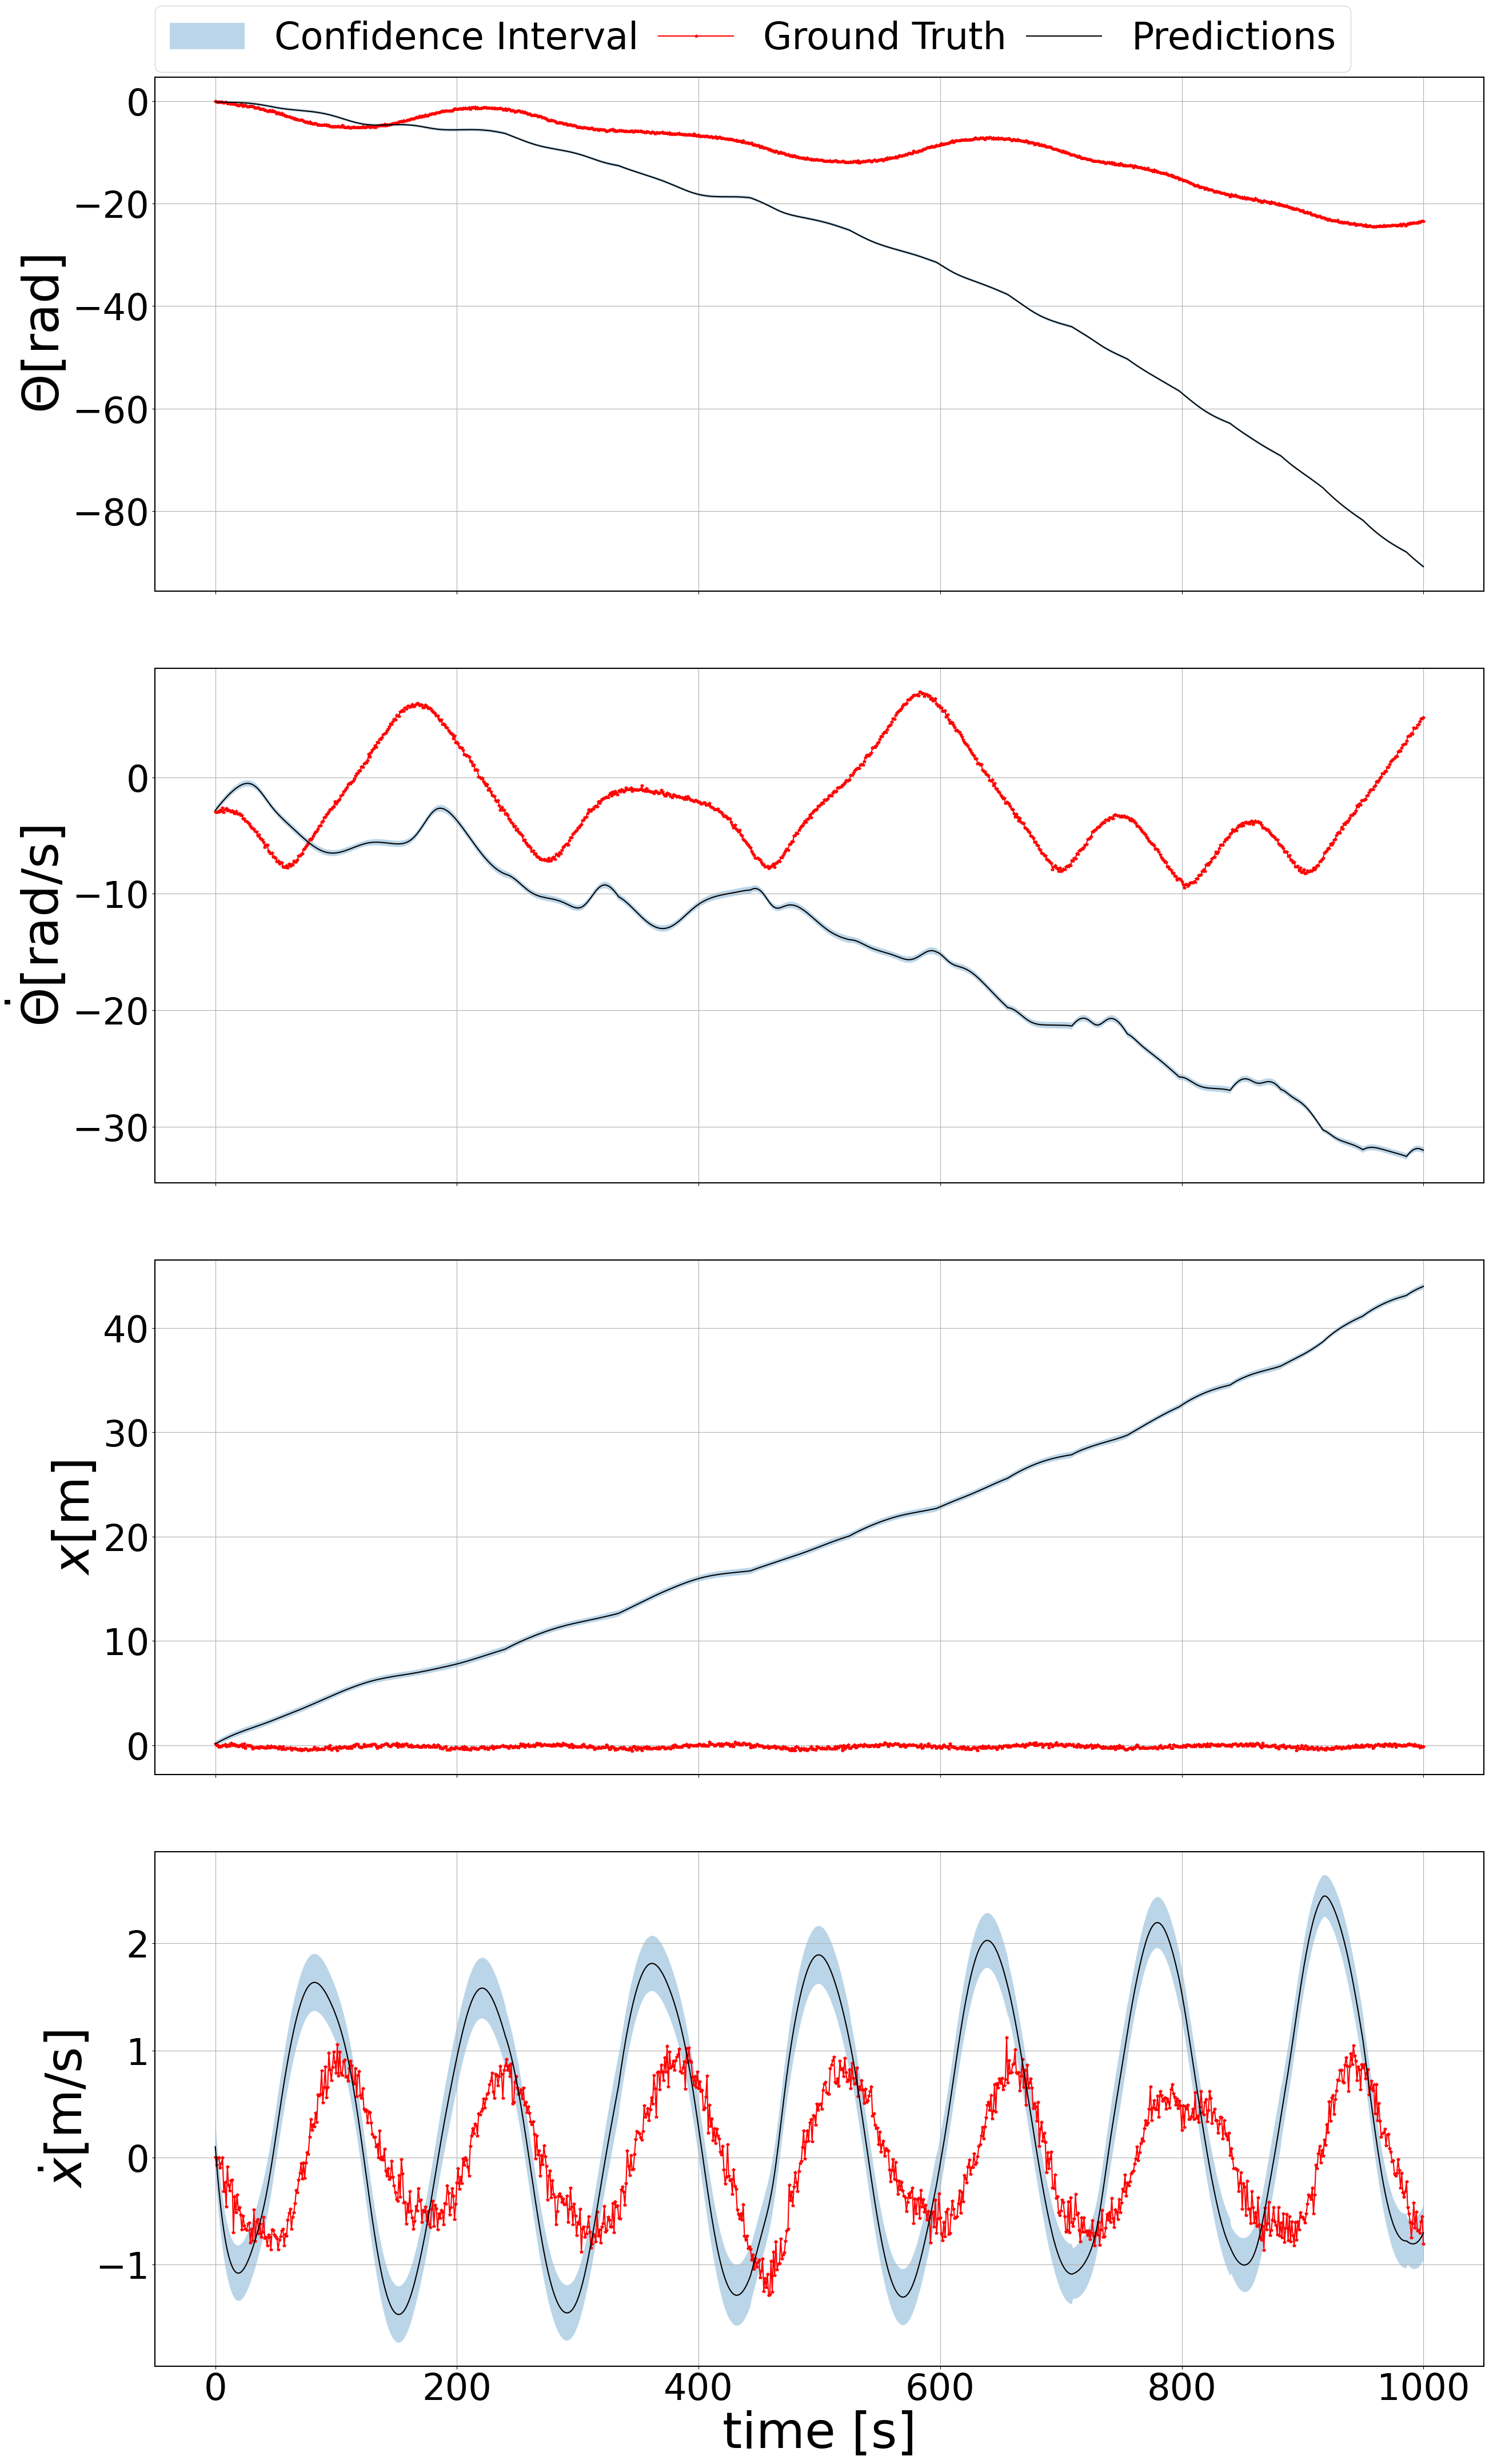 Confidence Interval Ground Truth Predictions
0
−20
−40
−60
−80
Θ[rad]
0
−10
−20
−30
Θ̇[rad/s]
40
30
20
10
0
x[m]
2
1
0
−1
ẋ[m/s]
0 200 400 600 800 1000
time [s]